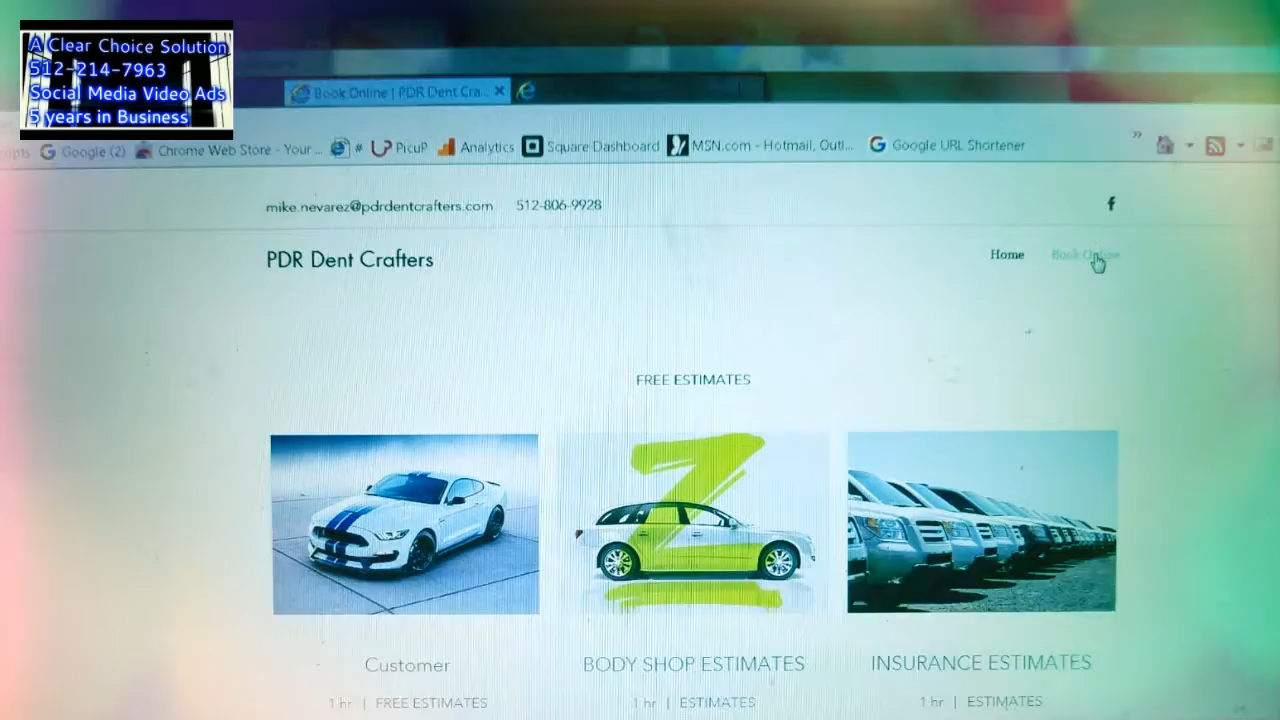 A Clear Choice Solution
512-214-7963
Social Media Video Ads
5 years in Business
Book Online | PDR Dent Cra...
Google (2) Chrome Web Store - Your ... # PicuP Analytics Square Dashboard MSN.com - Hotmail, Outl... Google URL Shortener »
mike.nevarez@pdrdentcrafters.com 512-806-9928
PDR Dent Crafters
Home Book Online
FREE ESTIMATES
Customer
1 hr | FREE ESTIMATES
BODY SHOP ESTIMATES
1 hr | ESTIMATES
INSURANCE ESTIMATES
1 hr | ESTIMATES